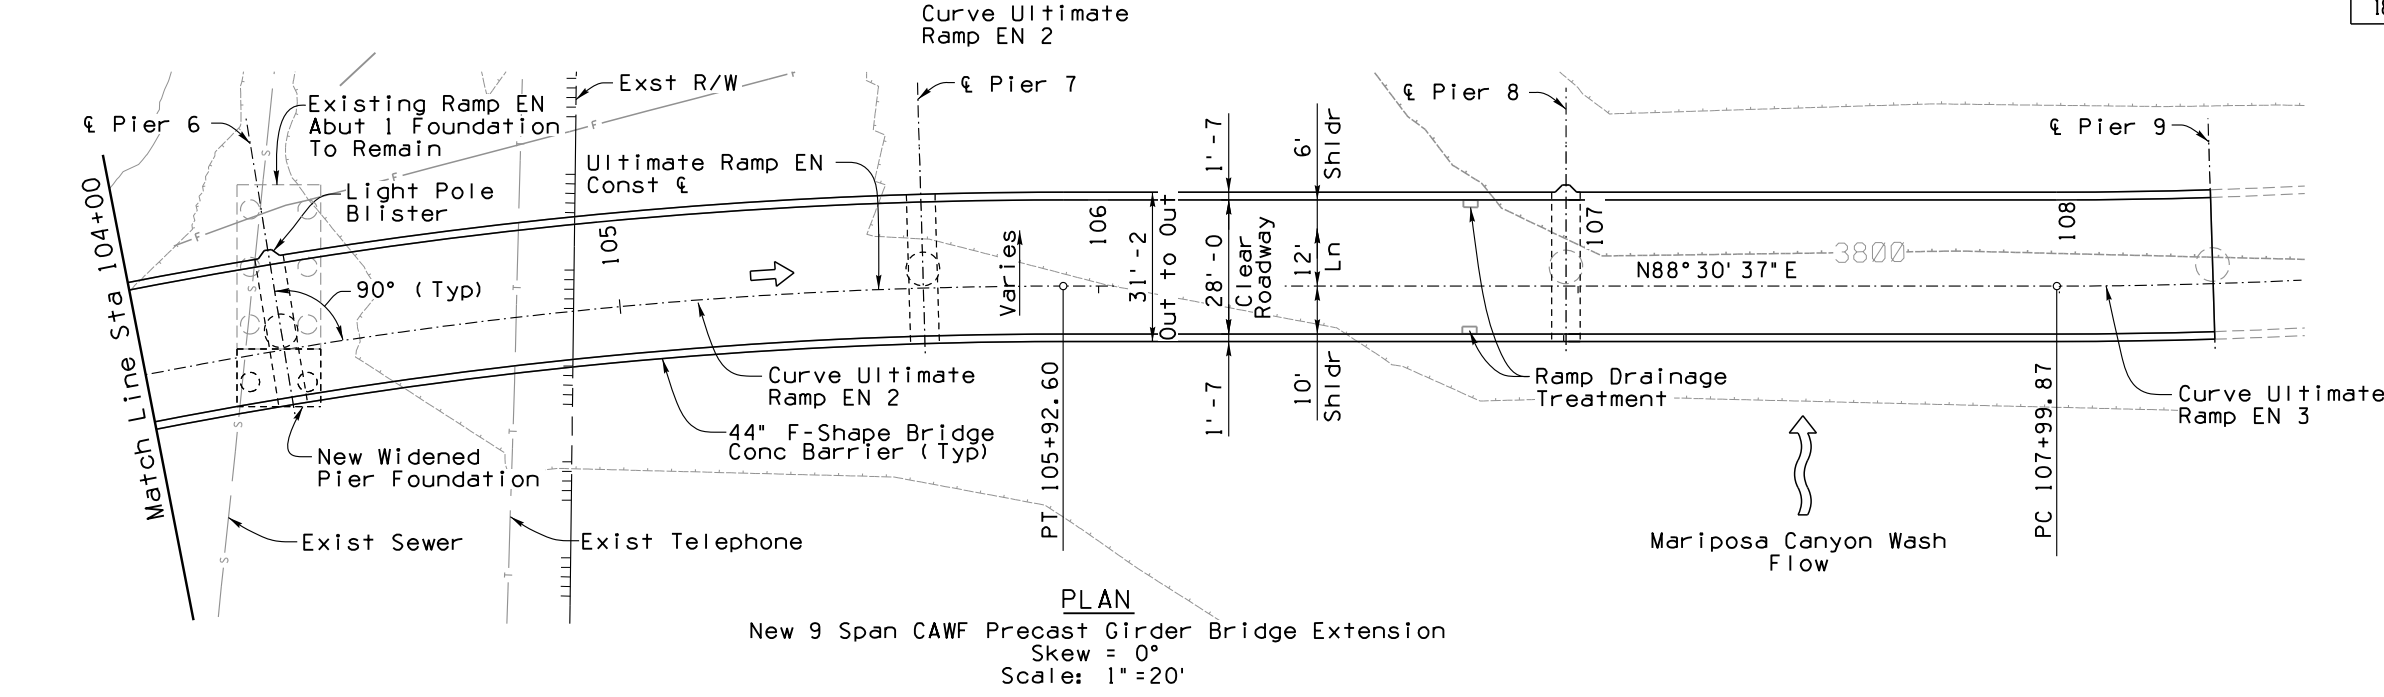 Curve Ultimate
Ramp EN 2
Exst R/W
℄ Pier 7
℄ Pier 8
℄ Pier 9
℄ Pier 6
Existing Ramp EN
Abut 1 Foundation
To Remain
Ultimate Ramp EN
Const ℄
Light Pole
Blister
F
F
F
F
S
S
S
T
T
T
T
Match Line Sta 104+00
105
106
107
108
90° (Typ)
Varies
31'-2
Out to Out
1'-7
28'-0
Clear
Roadway
1'-7
6'
Shldr
12'
Ln
10'
Shldr
3800
N88°30'37"E
Curve Ultimate
Ramp EN 2
44" F-Shape Bridge
Conc Barrier (Typ)
PT 105+92.60
Ramp Drainage
Treatment
PC 107+99.87
Curve Ultimate
Ramp EN 3
New Widened
Pier Foundation
Exist Sewer
Exist Telephone
Mariposa Canyon Wash
Flow
PLAN
New 9 Span CAWF Precast Girder Bridge Extension
Skew = 0°
Scale: 1"=20'